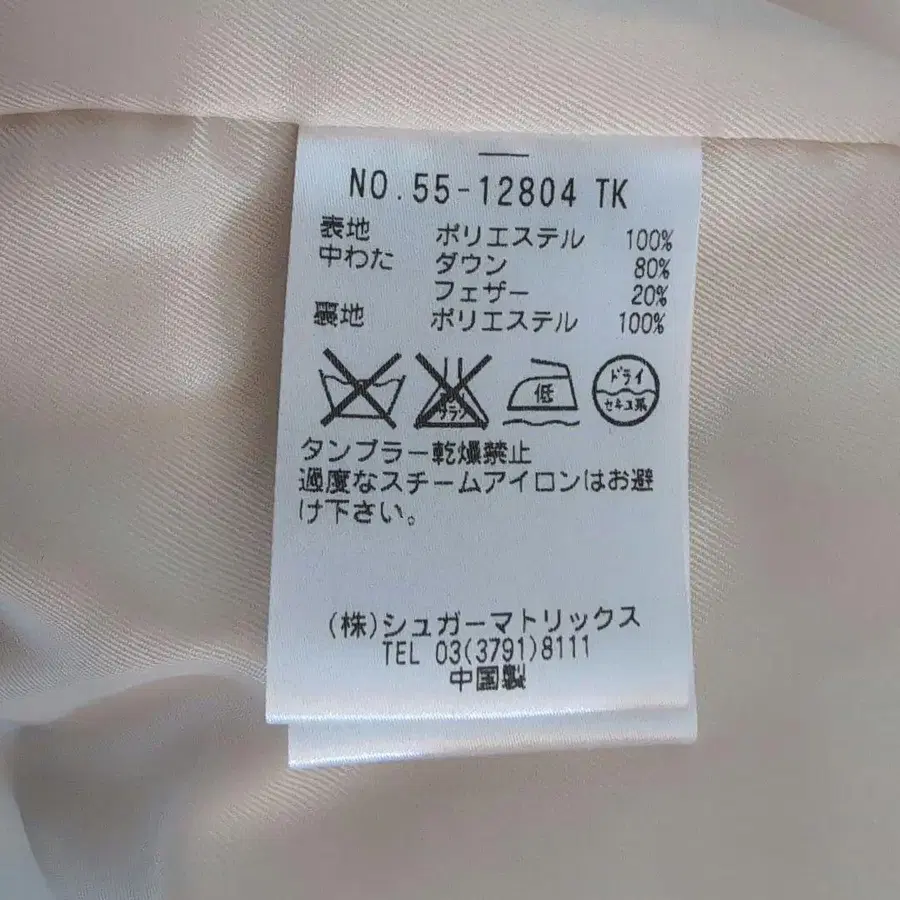 NO.55-12804 TK
表地 ポリエステル 100%
中わた ダウン 80%
フェザー 20%
裏地 ポリエステル 100%
低 ドライ
セキユ系
タンブラー乾燥禁止
過度なスチームアイロンはお避
け下さい。
(株)シュガーマトリックス
TEL 03(3791)8111
中国製